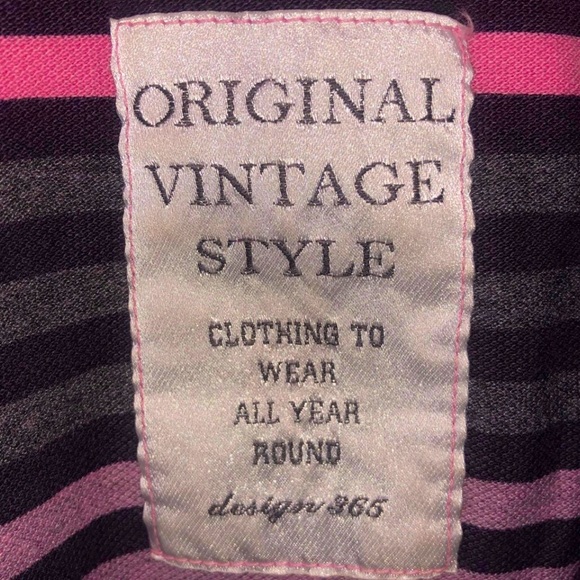 ORIGINAL
VINTAGE
STYLE
CLOTHING TO
WEAR
ALL YEAR
ROUND
design 365